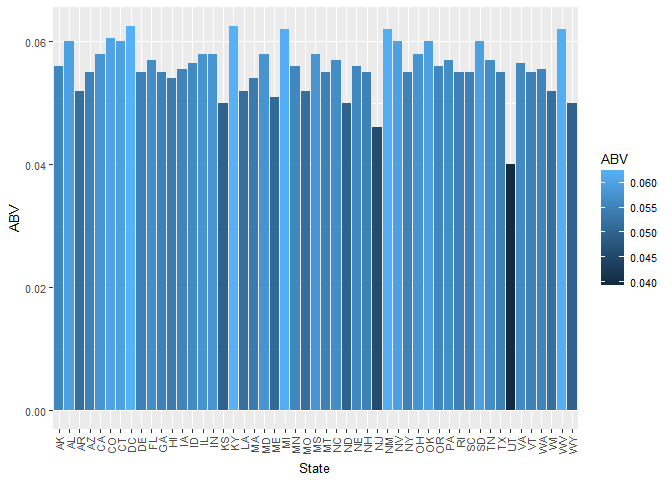 ABV
0.06
0.04
0.02
0.00
ABV
0.060
0.055
0.050
0.045
0.040
AK AL AR AZ CA CO CT DC DE FL GA HI IA ID IL IN KS KY LA MA MD ME MI MN MO MS MT NC ND NE NH NJ NM NV NY OH OK OR PA RI SC SD TN TX UT VA VT WA WI WV WY
State